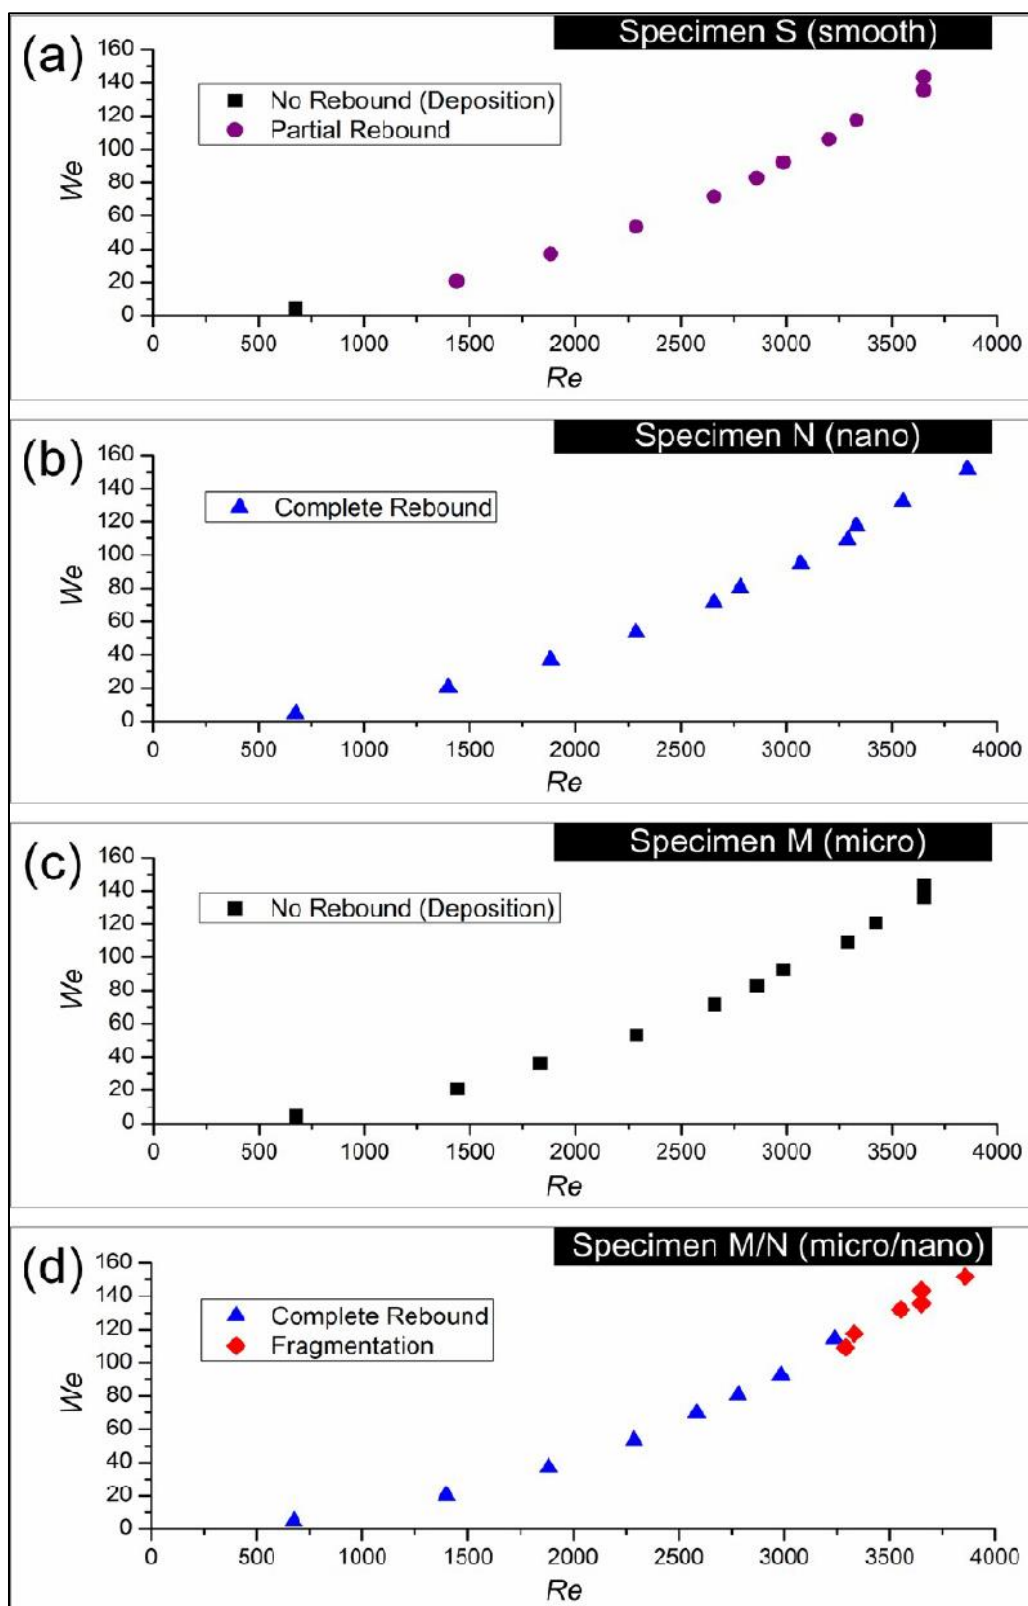 (a)
Specimen S (smooth)
No Rebound (Deposition)
Partial Rebound
We
160
140
120
100
80
60
40
20
0
0 500 1000 1500 2000 2500 3000 3500 4000
Re
(b)
Specimen N (nano)
Complete Rebound
We
160
140
120
100
80
60
40
20
0
0 500 1000 1500 2000 2500 3000 3500 4000
Re
(c)
Specimen M (micro)
No Rebound (Deposition)
We
160
140
120
100
80
60
40
20
0
0 500 1000 1500 2000 2500 3000 3500 4000
Re
(d)
Specimen M/N (micro/nano)
Complete Rebound
Fragmentation
We
160
140
120
100
80
60
40
20
0
0 500 1000 1500 2000 2500 3000 3500 4000
Re